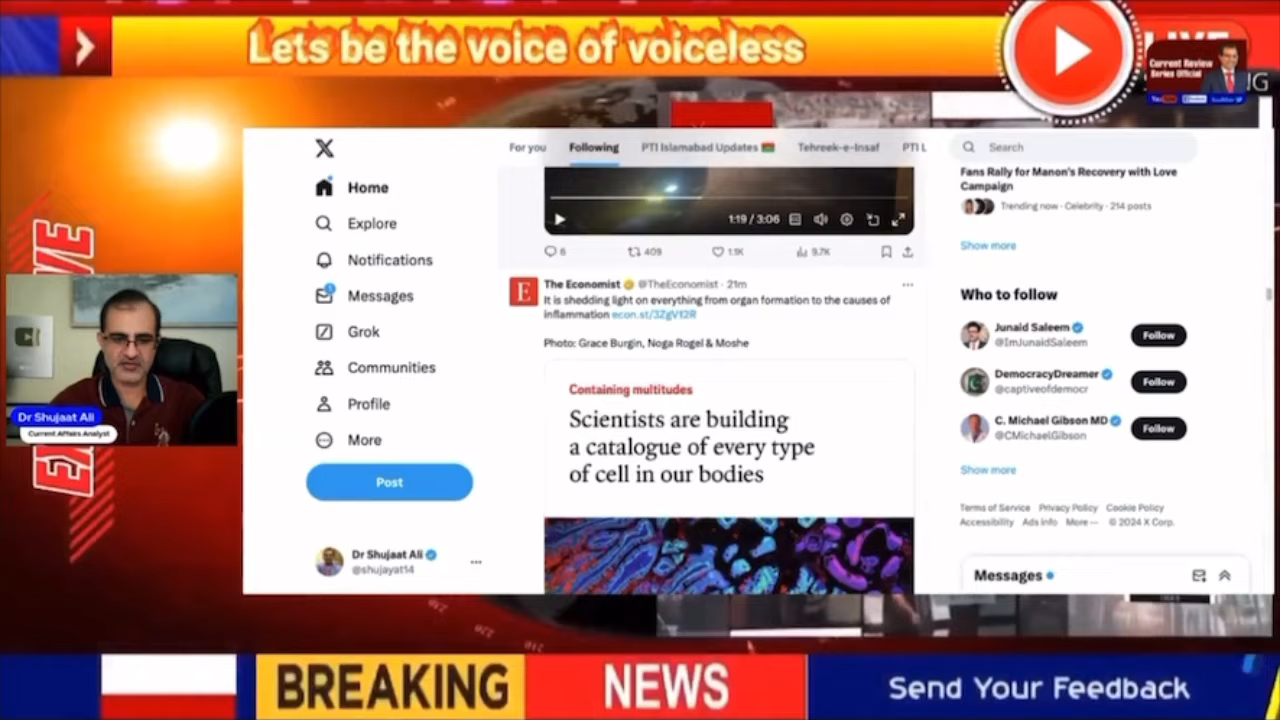 Lets be the voice of voiceless
LIVE
Current Review
Series Official
NG
EX
VE
Dr Shujaat Ali
Current Affairs Analyst
Home
Explore
Notifications
Messages
1
Grok
Communities
Profile
More
Post
Dr Shujaat Ali
@shujayat14
For you Following PTI Islamabad Updates Tehreek-e-Insaf PTI L
1:19 / 3:06
6 409 1.1K 9.7K
The Economist @TheEconomist · 21m
It is shedding light on everything from organ formation to the causes of
inflammation econ.st/3ZgVt2R
Photo: Grace Burgin, Noga Rogel & Moshe
Containing multitudes
Scientists are building
a catalogue of every type
of cell in our bodies
Search
Fans Rally for Manon's Recovery with Love
Campaign
Trending now · Celebrity · 214 posts
Show more
Who to follow
Junaid Saleem
@ImJunaidSaleem
Follow
DemocracyDreamer
@captiveofdemocr
Follow
C. Michael Gibson MD
@CMichaelGibson
Follow
Show more
Terms of Service Privacy Policy Cookie Policy
Accessibility Ads info More ··· © 2024 X Corp.
Messages
BREAKING NEWS Send Your Feedback